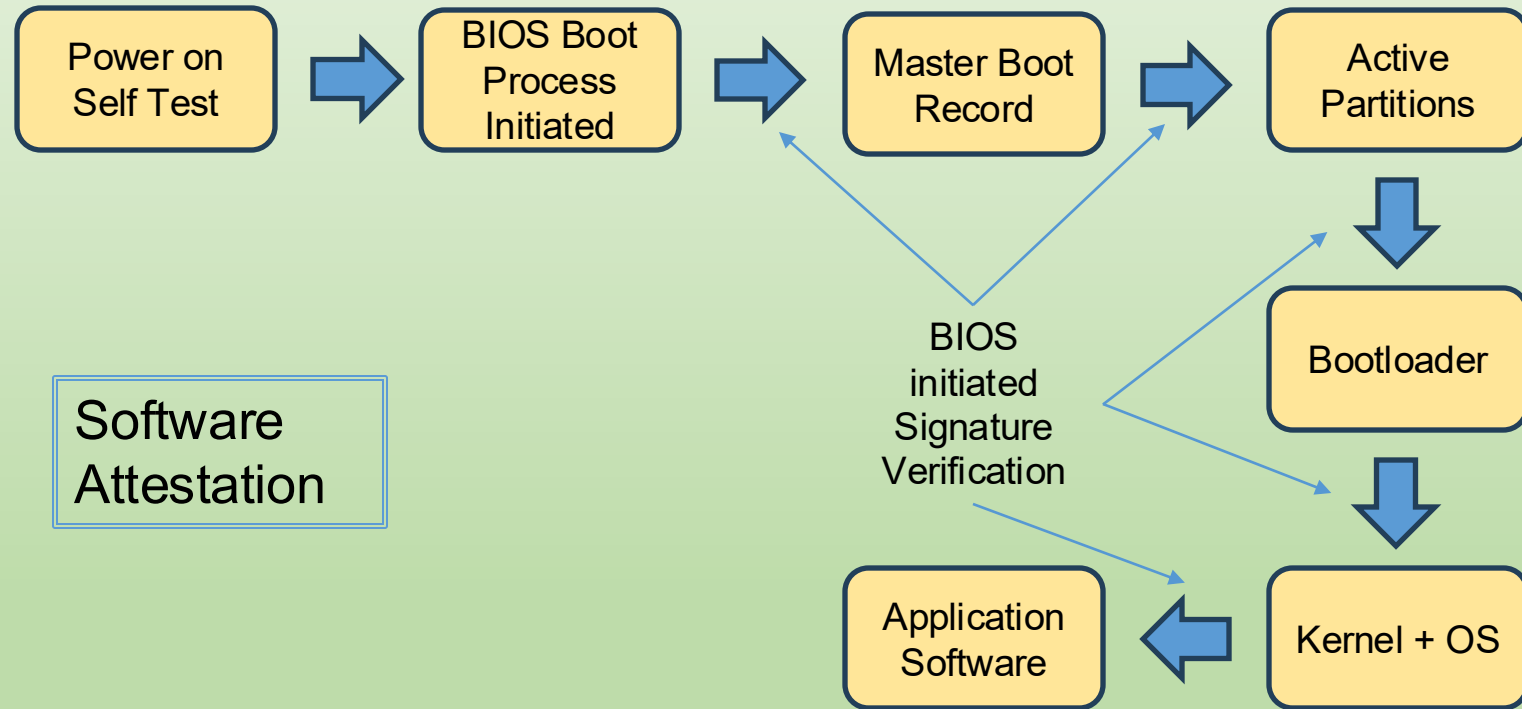 Power on
Self Test
BIOS Boot
Process
Initiated
Master Boot
Record
Active
Partitions
BIOS
initiated
Signature
Verification
Bootloader
Software
Attestation
Application
Software
Kernel + OS